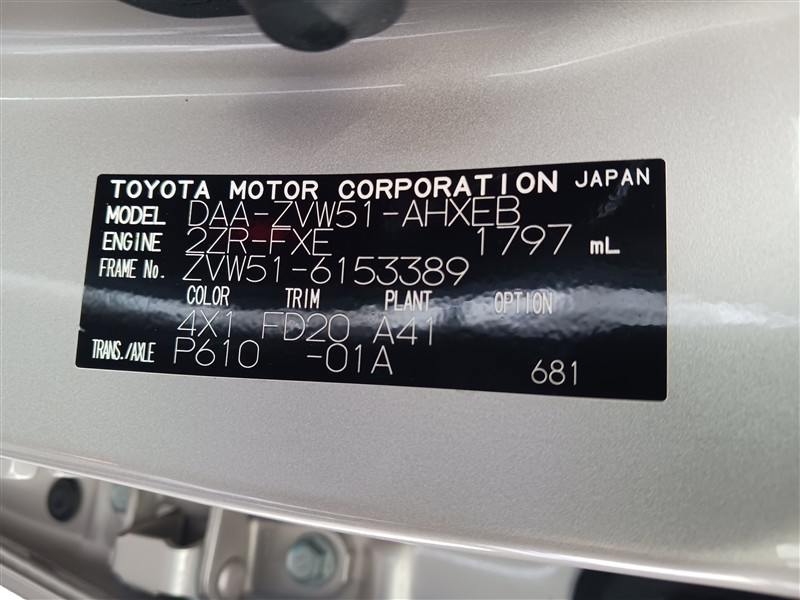 TOYOTA MOTOR CORPORATION JAPAN
MODEL DAA-ZVW51-AHXEB
ENGINE 2ZR-FXE 1797 mL
FRAME No. ZVW51-6153389
COLOR TRIM PLANT OPTION
4X1 FD20 A41
TRANS./AXLE P610 -01A 681